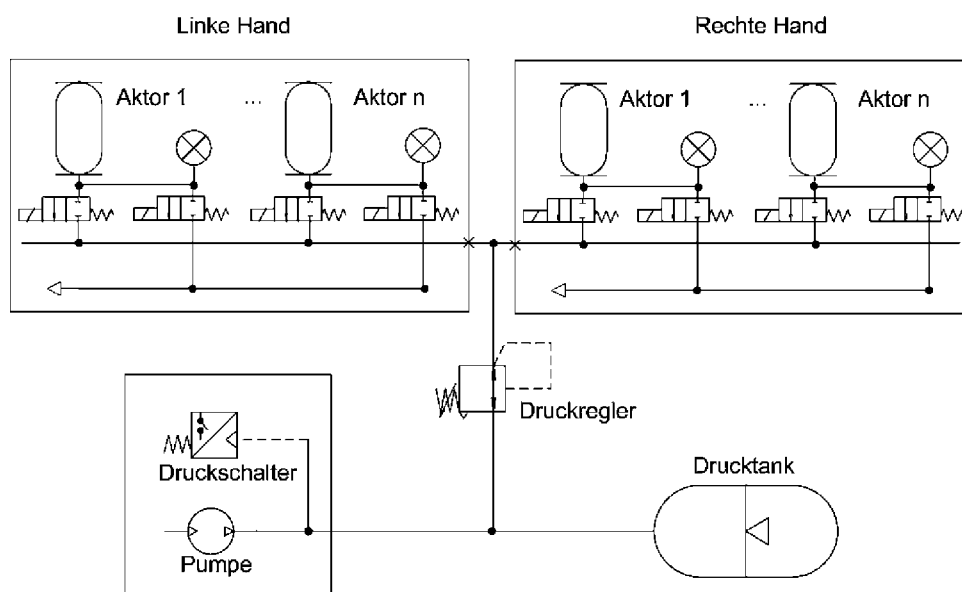 Linke Hand
Rechte Hand
Aktor 1 ... Aktor n
Aktor 1 ... Aktor n
Druckregler
Druckschalter
Drucktank
Pumpe